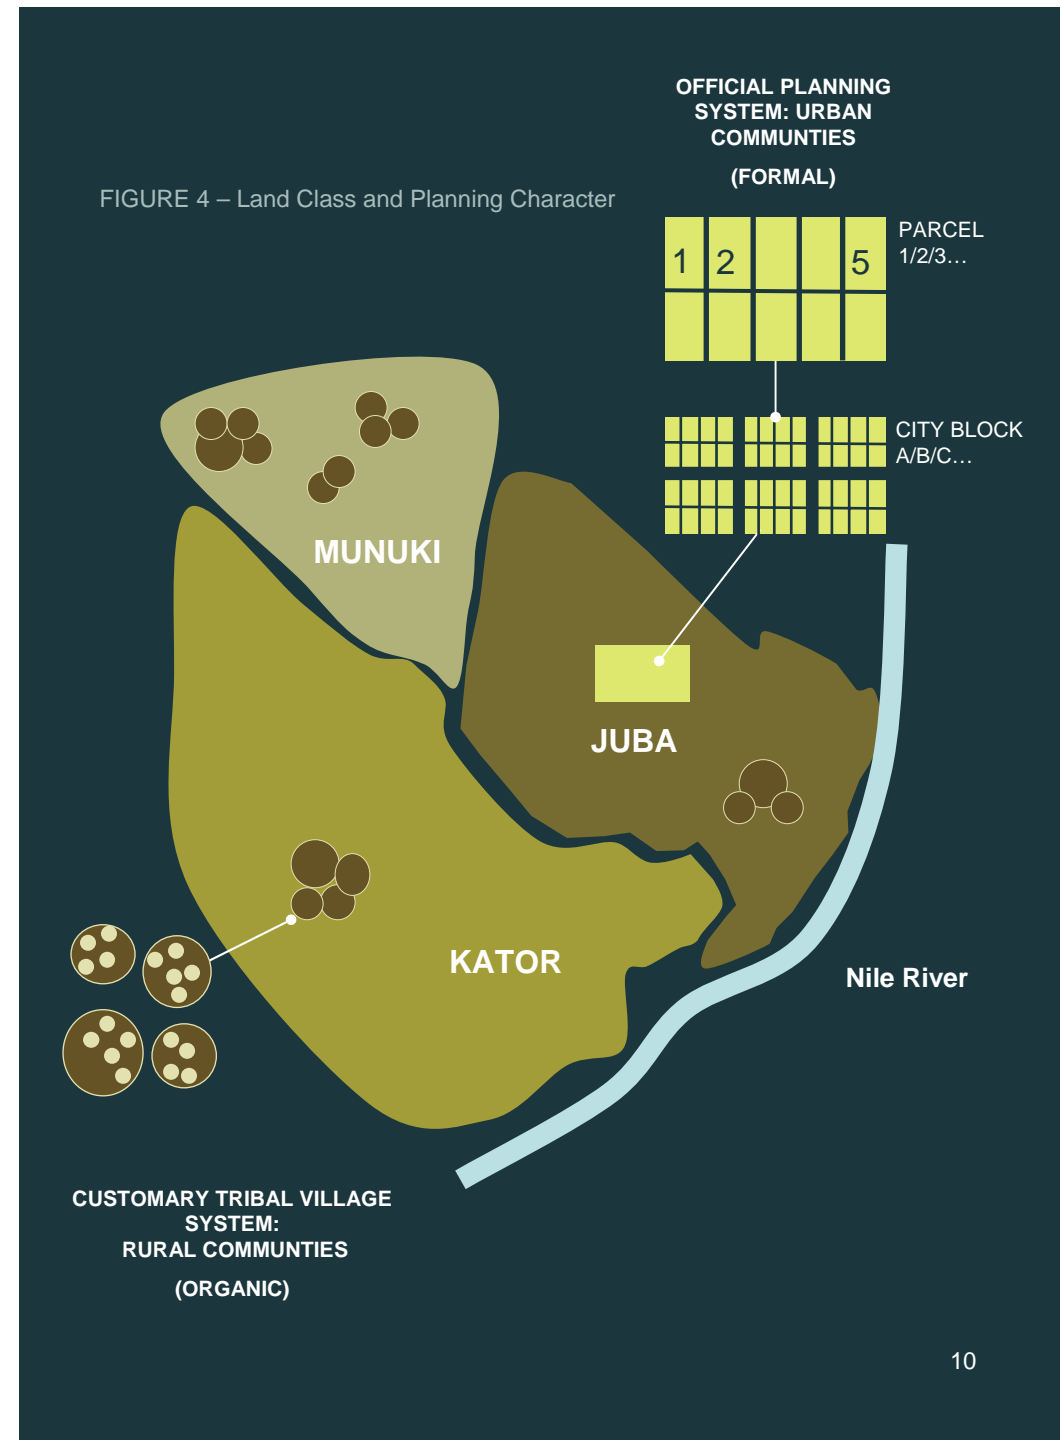 OFFICIAL PLANNING
SYSTEM: URBAN
COMMUNTIES
(FORMAL)
FIGURE 4 – Land Class and Planning Character
PARCEL
1/2/3…
1 2 5
CITY BLOCK
A/B/C…
MUNUKI
JUBA
KATOR
Nile River
CUSTOMARY TRIBAL VILLAGE
SYSTEM:
RURAL COMMUNTIES
(ORGANIC)
10